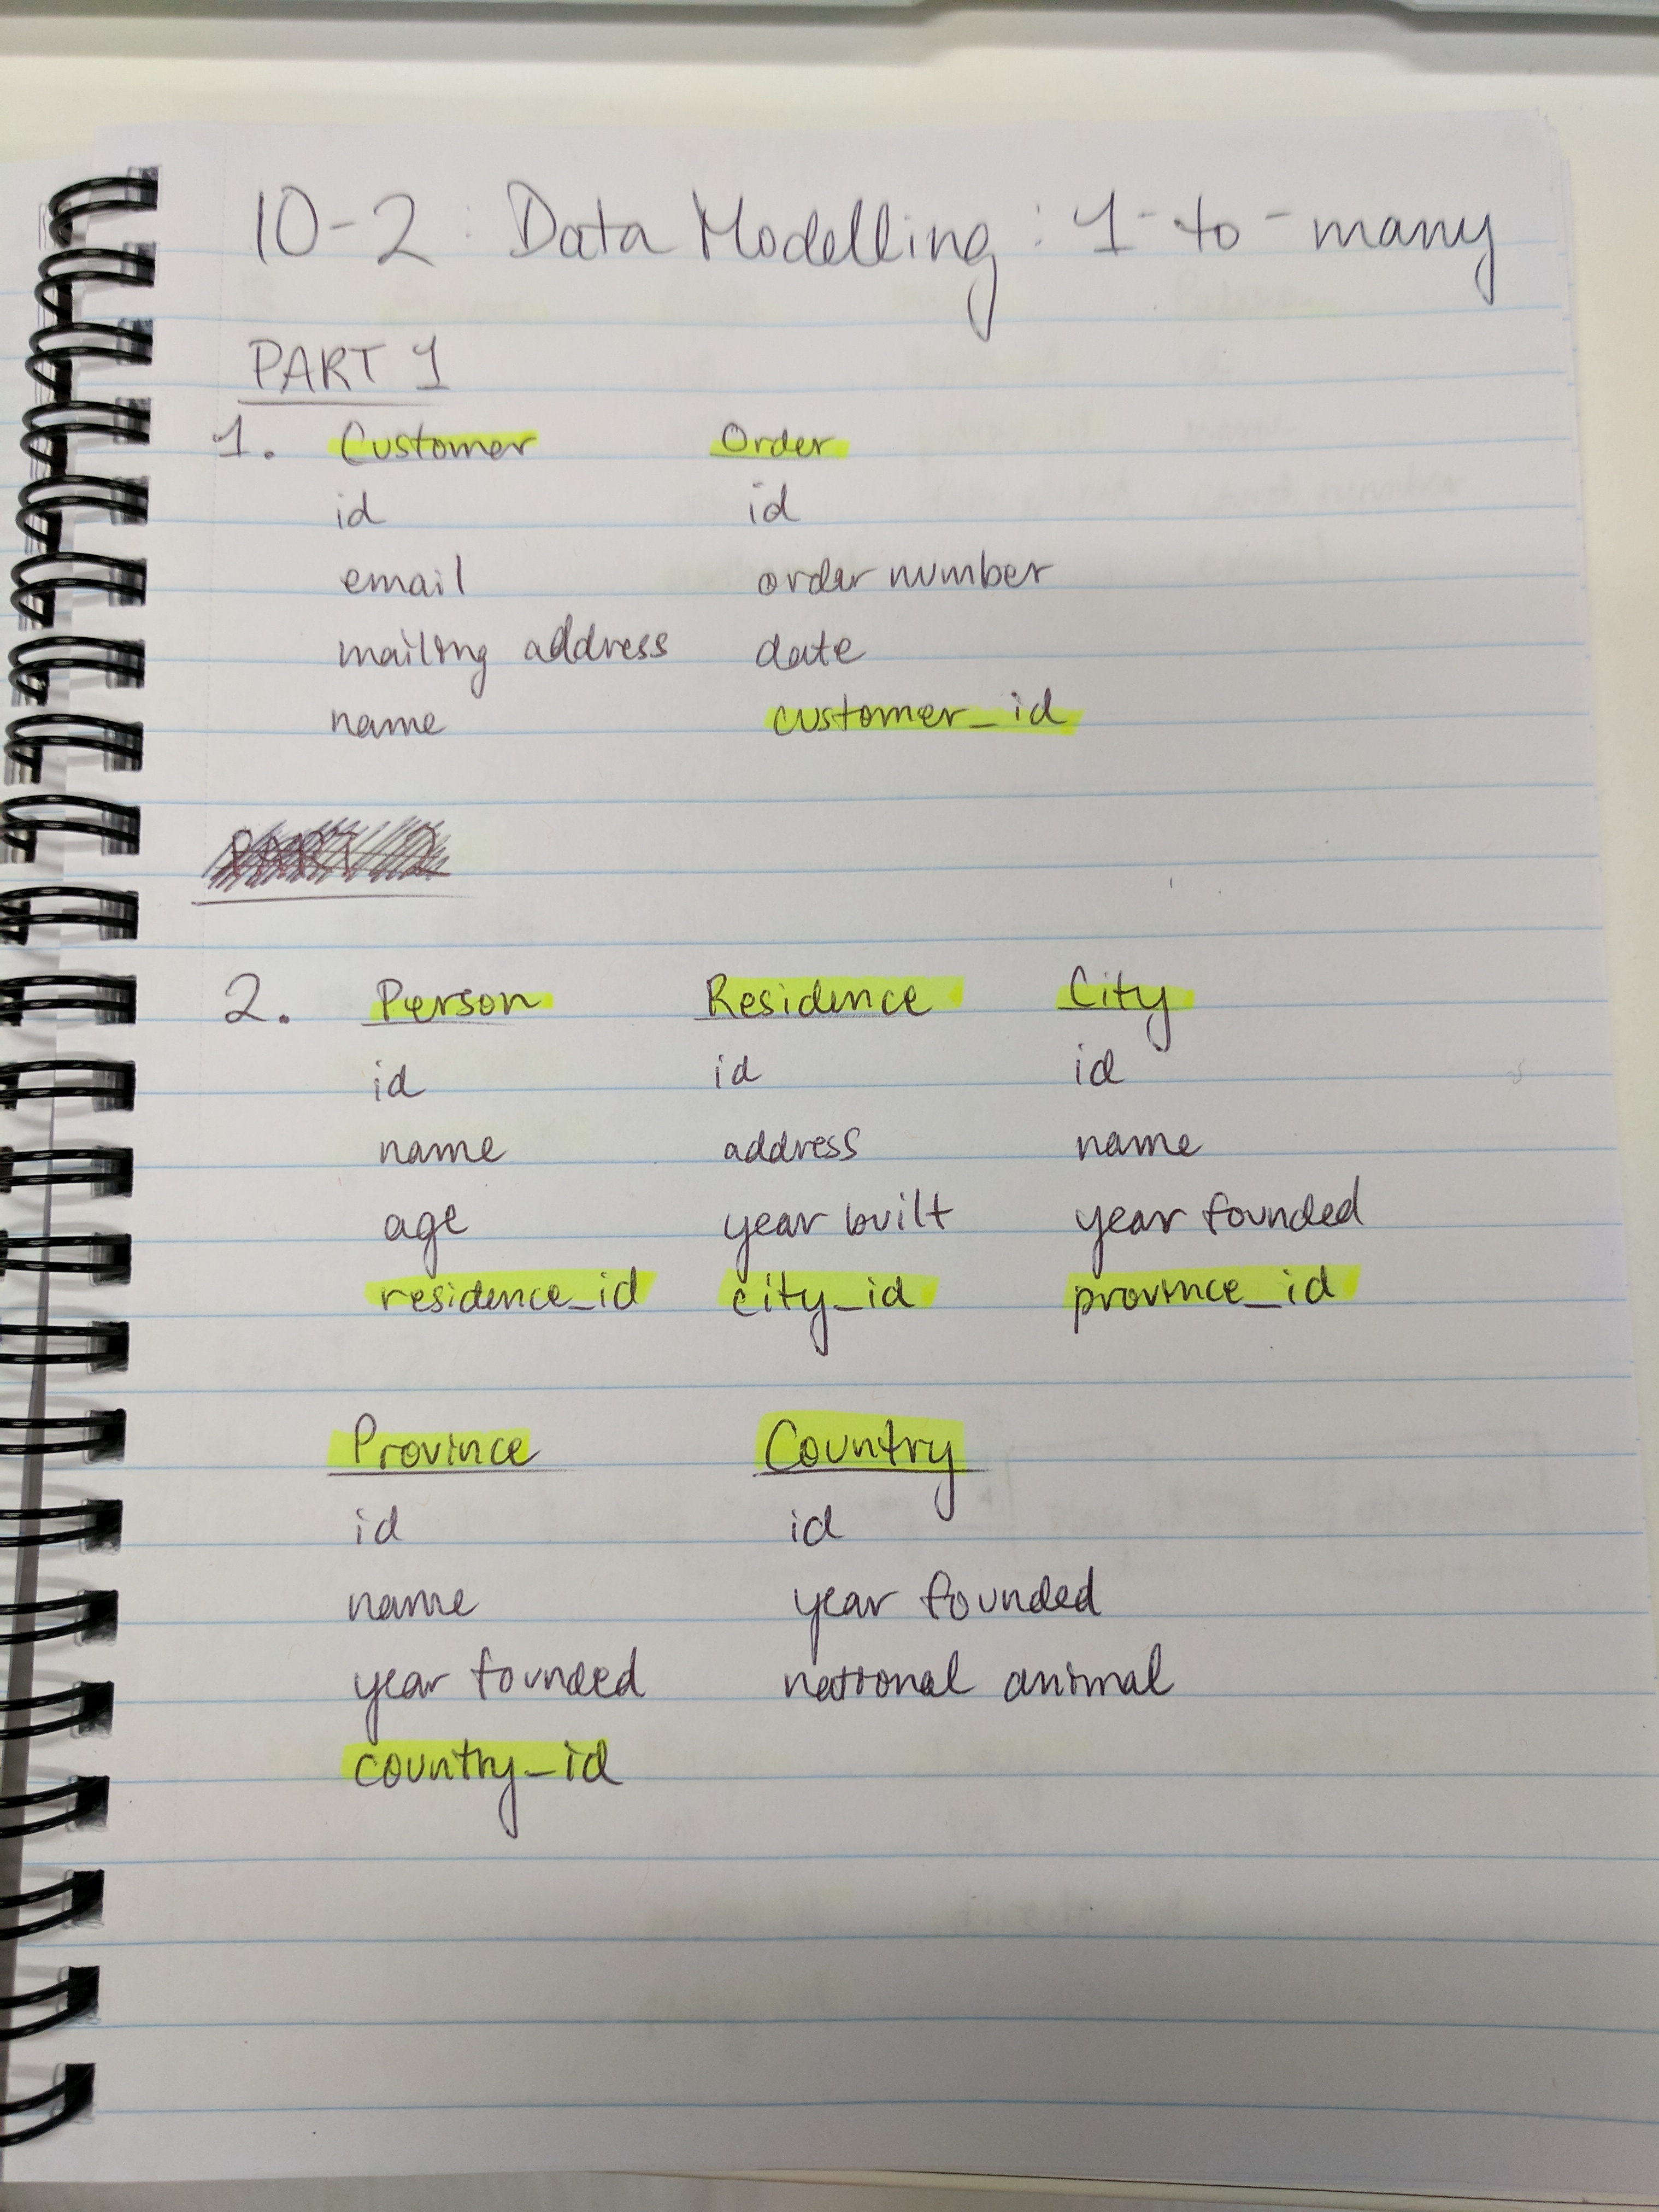 10-2: Data Modelling: 1-to-many
PART 1
1. Customer Order
id id
email order number
mailing address date
name customer_id
PART 2
2. Person Residence City
id id id
name address name
age year built year founded
residence_id city_id province_id
Province Country
id id
name year founded
year founded national animal
country_id